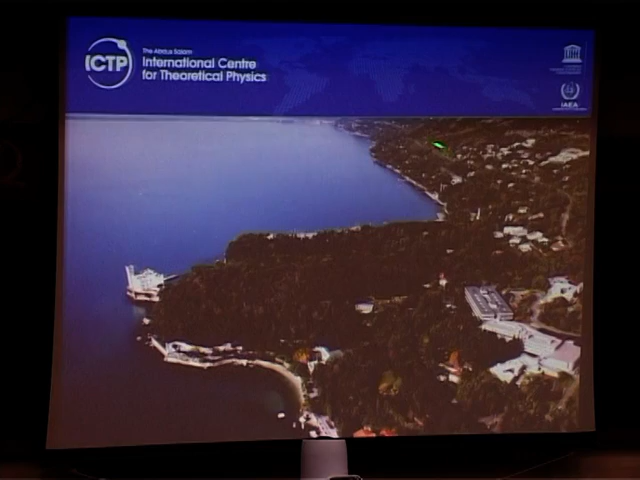 ICTP
The Abdus Salam
International Centre
for Theoretical Physics
IAEA